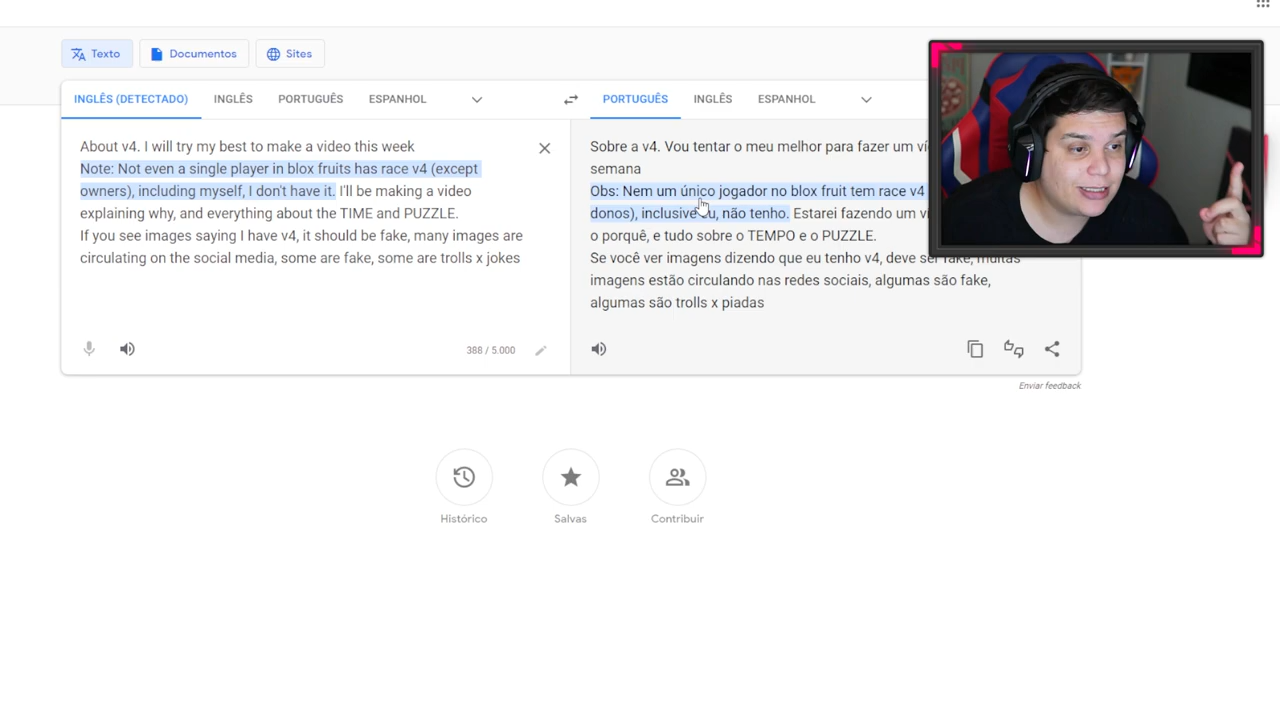 Texto
Documentos
Sites
INGLÊS (DETECTADO)
INGLÊS
PORTUGUÊS
ESPANHOL
PORTUGUÊS
INGLÊS
ESPANHOL
About v4. I will try my best to make a video this week
Note: Not even a single player in blox fruits has race v4 (except
owners), including myself, I don't have it. I'll be making a video
explaining why, and everything about the TIME and PUZZLE.
If you see images saying I have v4, it should be fake, many images are
circulating on the social media, some are fake, some are trolls x jokes
388 / 5.000
Sobre a v4. Vou tentar o meu melhor para fazer um
semana
Obs: Nem um único jogador no blox fruit tem race v4
donos), inclusive eu, não tenho. Estarei fazendo um
o porquê, e tudo sobre o TEMPO e o PUZZLE.
Se você ver imagens dizendo que eu tenho v4, deve ser fake, muitas
imagens estão circulando nas redes sociais, algumas são fake,
algumas são trolls x piadas
Enviar feedback
Histórico
Salvas
Contribuir